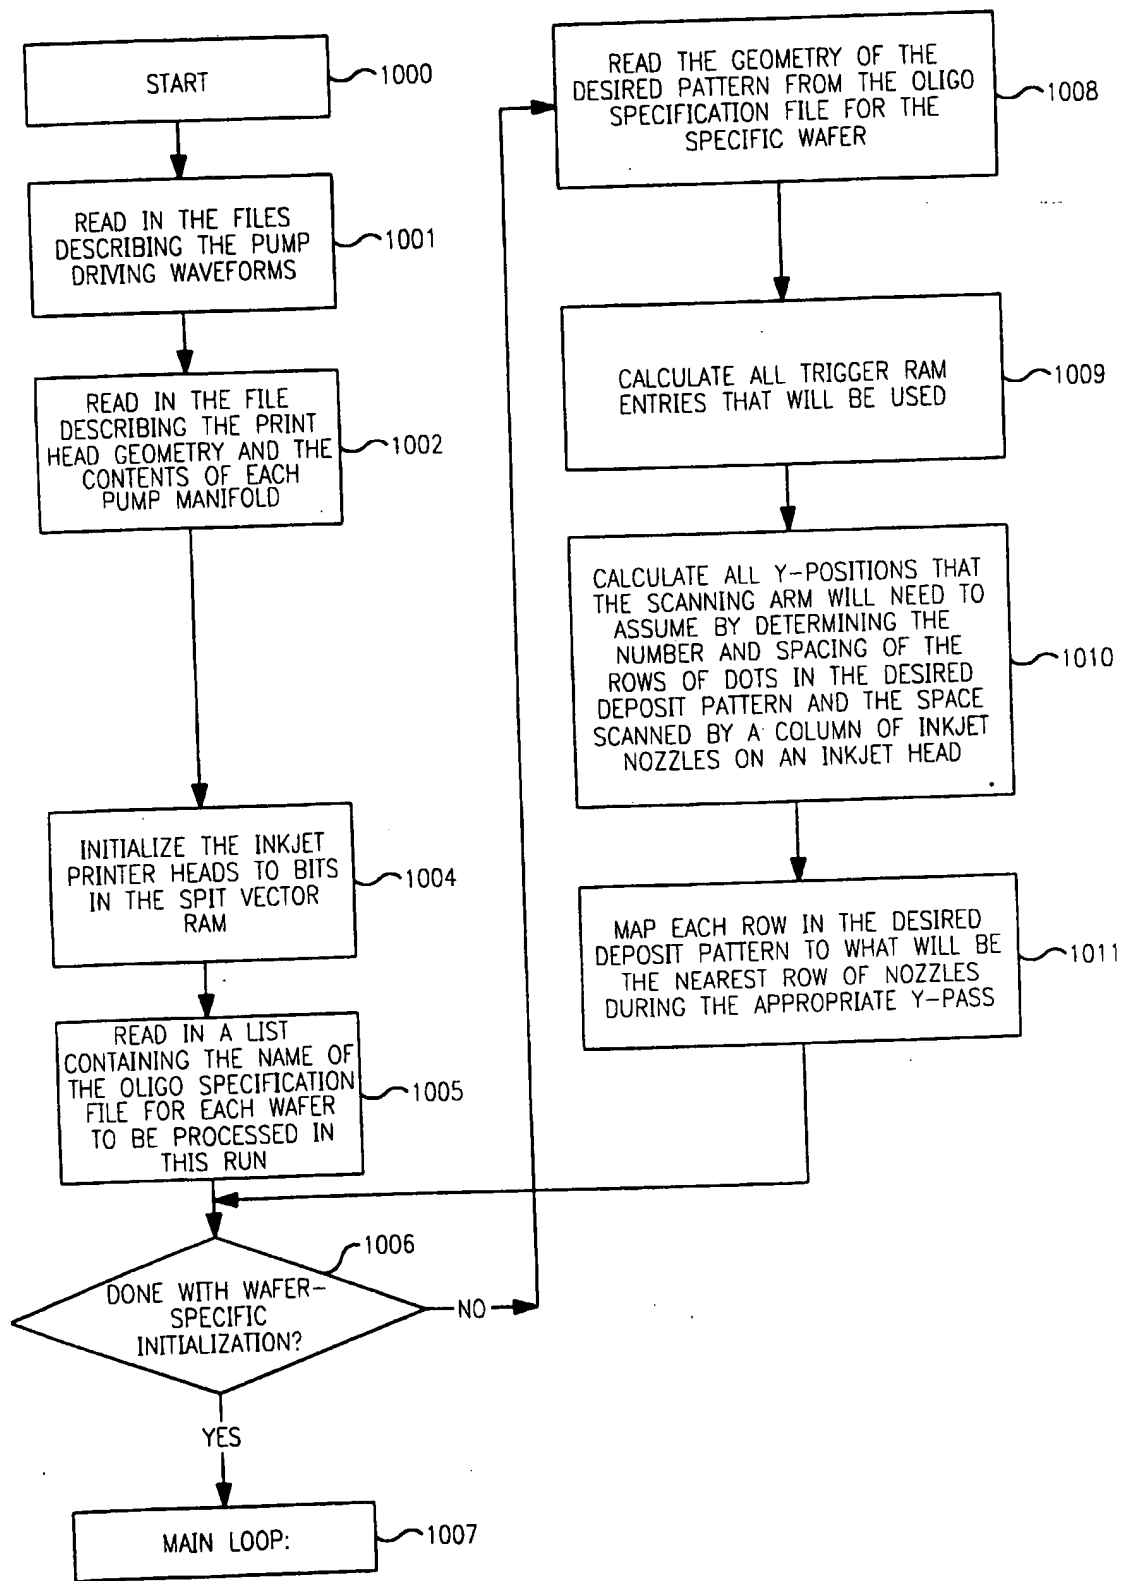 START
1000
READ IN THE FILES
DESCRIBING THE PUMP
DRIVING WAVEFORMS
1001
READ IN THE FILE
DESCRIBING THE PRINT
HEAD GEOMETRY AND THE
CONTENTS OF EACH
PUMP MANIFOLD
1002
INITIALIZE THE INKJET
PRINTER HEADS TO BITS
IN THE SPIT VECTOR
RAM
1004
READ IN A LIST
CONTAINING THE NAME OF
THE OLIGO SPECIFICATION
FILE FOR EACH WAFER
TO BE PROCESSED IN
THIS RUN
1005
1006
DONE WITH WAFER-
SPECIFIC
INITIALIZATION?
NO
YES
MAIN LOOP:
1007
READ THE GEOMETRY OF THE
DESIRED PATTERN FROM THE OLIGO
SPECIFICATION FILE FOR THE
SPECIFIC WAFER
1008
CALCULATE ALL TRIGGER RAM
ENTRIES THAT WILL BE USED
1009
CALCULATE ALL Y-POSITIONS THAT
THE SCANNING ARM WILL NEED TO
ASSUME BY DETERMINING THE
NUMBER AND SPACING OF THE
ROWS OF DOTS IN THE DESIRED
DEPOSIT PATTERN AND THE SPACE
SCANNED BY A COLUMN OF INKJET
NOZZLES ON AN INKJET HEAD
1010
MAP EACH ROW IN THE DESIRED
DEPOSIT PATTERN TO WHAT WILL BE
THE NEAREST ROW OF NOZZLES
DURING THE APPROPRIATE Y-PASS
1011